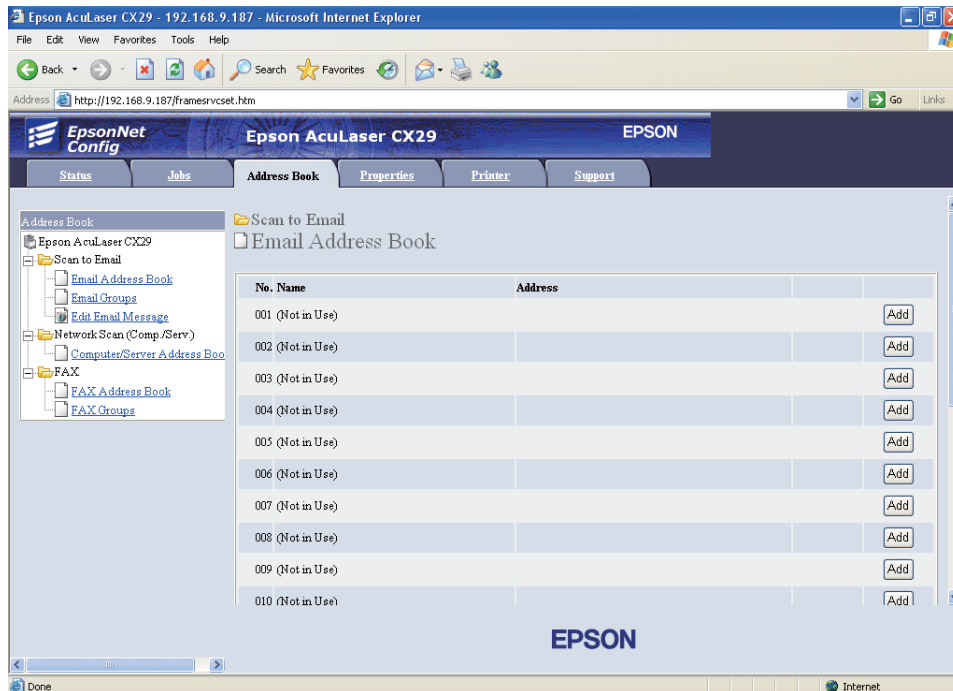 Epson AcuLaser CX29 - 192.168.9.187 - Microsoft Internet Explorer
File Edit View Favorites Tools Help
Back Search Favorites
Address http://192.168.9.187/framesrvcset.htm Go Links
EpsonNet Config Epson AcuLaser CX29 EPSON
Status Jobs Address Book Properties Printer Support
Address Book
Epson AcuLaser CX29
Scan to Email
Email Address Book
Email Groups
Edit Email Message
Network Scan (Comp./Serv.)
Computer/Server Address Boo
FAX
FAX Address Book
FAX Groups
Scan to Email
Email Address Book
No. Name Address
001 (Not in Use) Add
002 (Not in Use) Add
003 (Not in Use) Add
004 (Not in Use) Add
005 (Not in Use) Add
006 (Not in Use) Add
007 (Not in Use) Add
008 (Not in Use) Add
009 (Not in Use) Add
010 (Not in Use) Add
EPSON
Done Internet